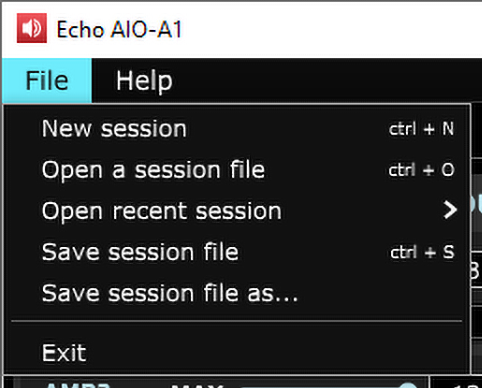 Echo AIO-A1
File Help
New session ctrl + N
Open a session file ctrl + O
Open recent session
Save session file ctrl + S
Save session file as...
Exit